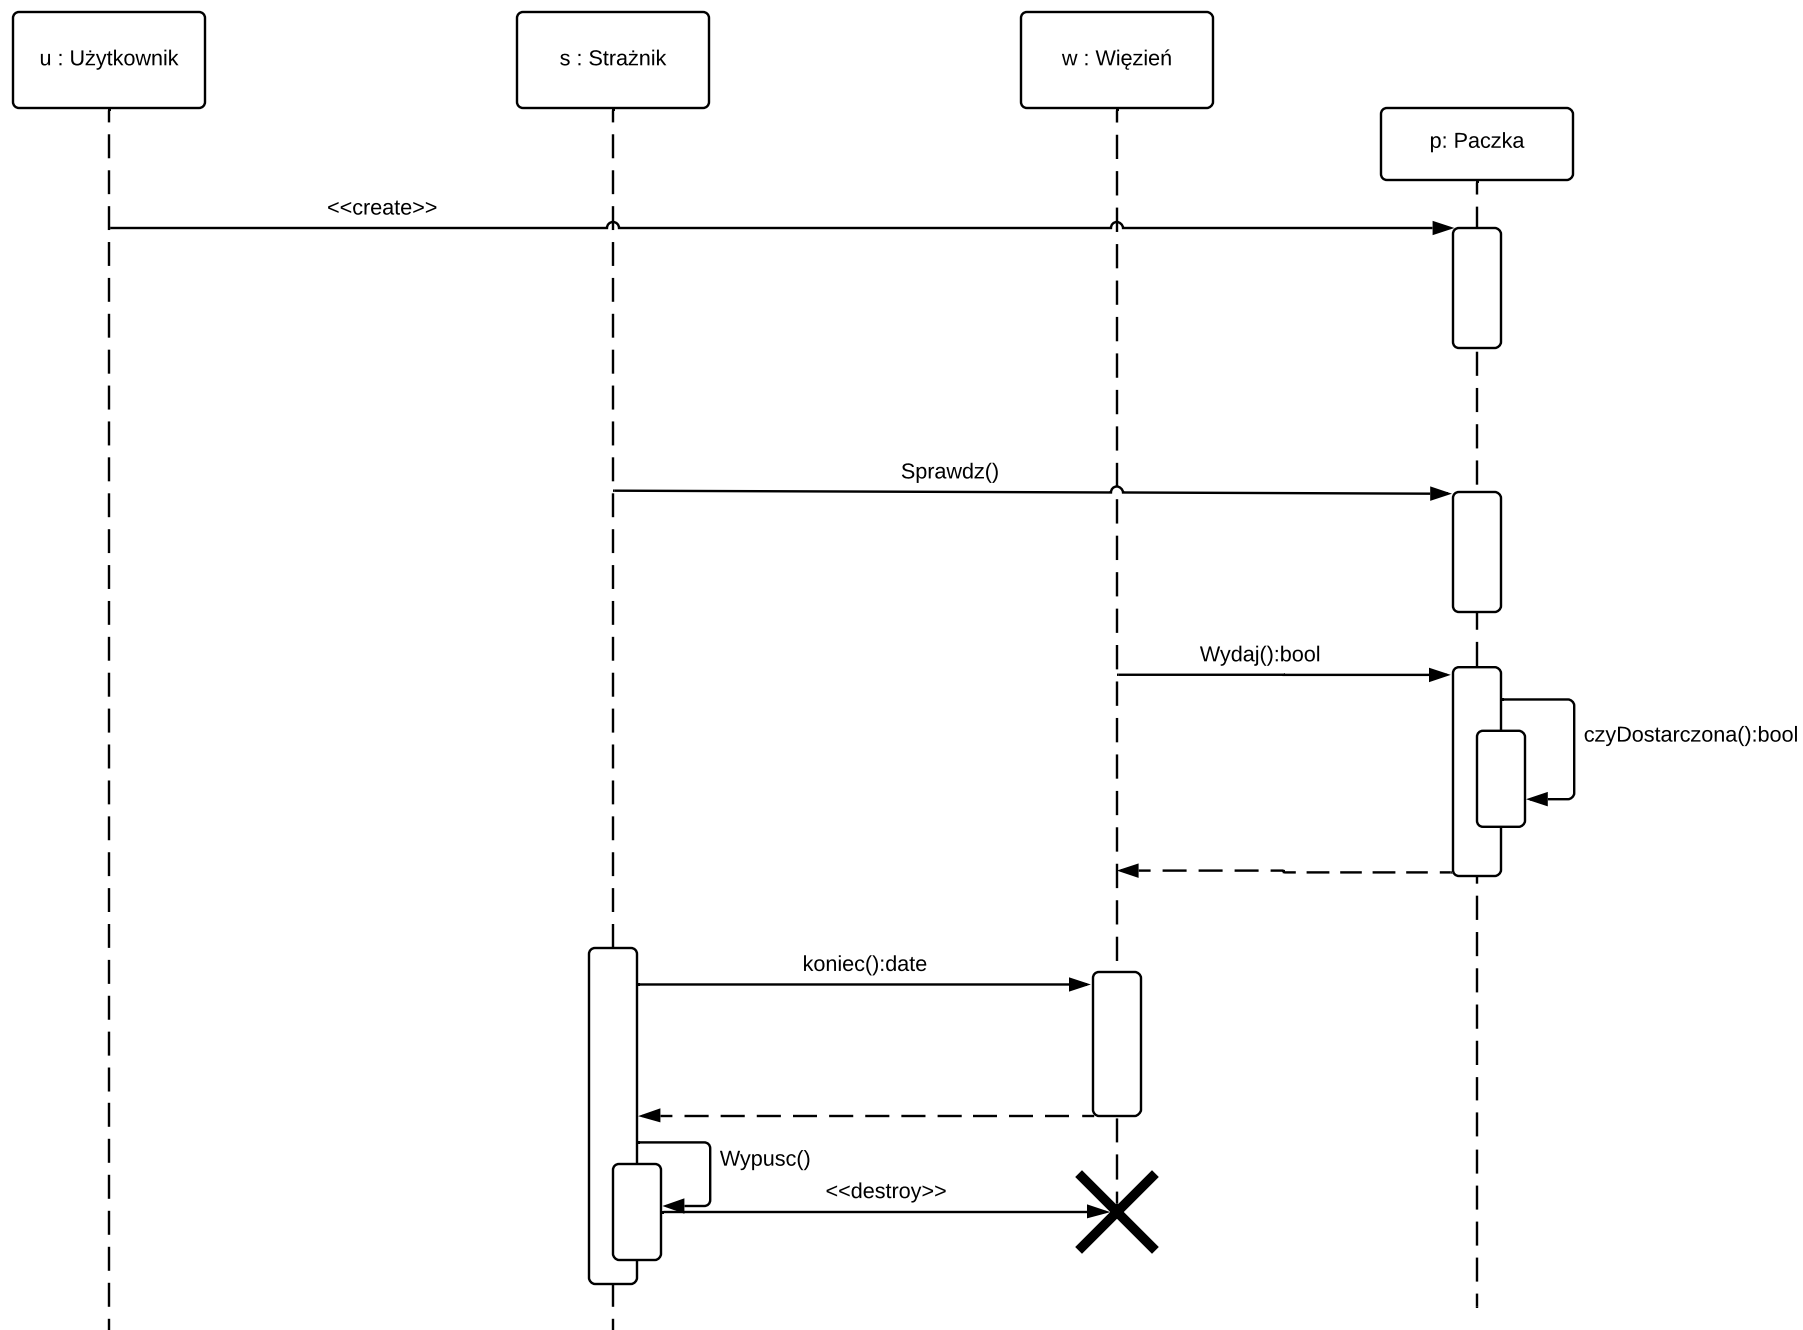 u : Użytkownik
s : Strażnik
w : Więzień
p: Paczka
<<create>>
Sprawdz()
Wydaj():bool
czyDostarczona():bool
koniec():date
Wypusc()
<<destroy>>